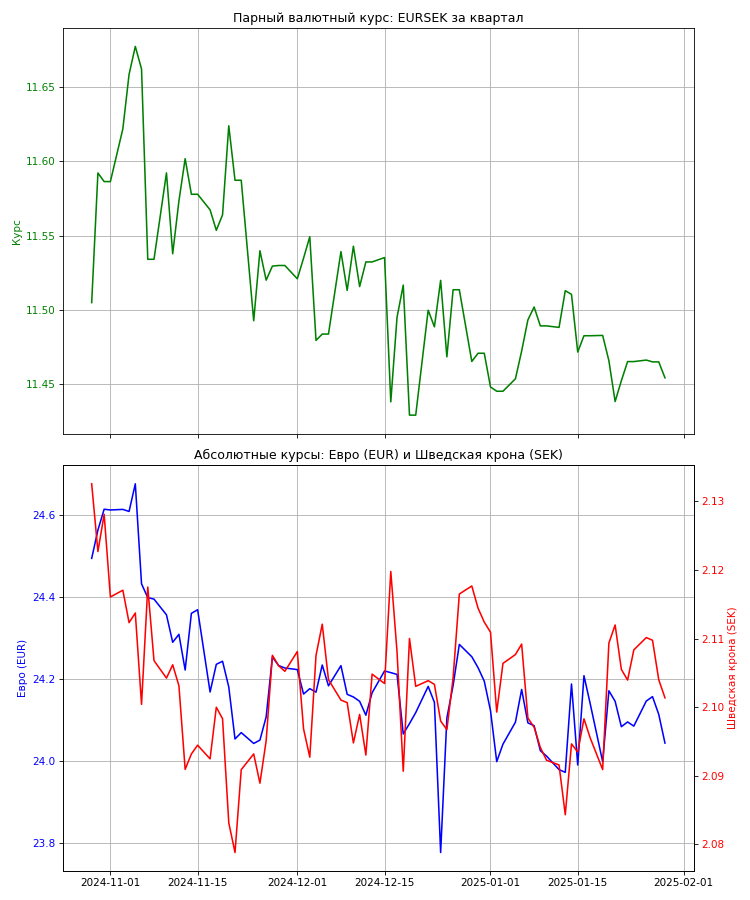 Парный валютный курс: EURSEK за квартал
Курс
11.65
11.60
11.55
11.50
11.45
Абсолютные курсы: Евро (EUR) и Шведская крона (SEK)
Евро (EUR)
24.6
24.4
24.2
24.0
23.8
2.13
2.12
2.11
2.10
2.09
2.08
Шведская крона (SEK)
2024-11-01 2024-11-15 2024-12-01 2024-12-15 2025-01-01 2025-01-15 2025-02-01